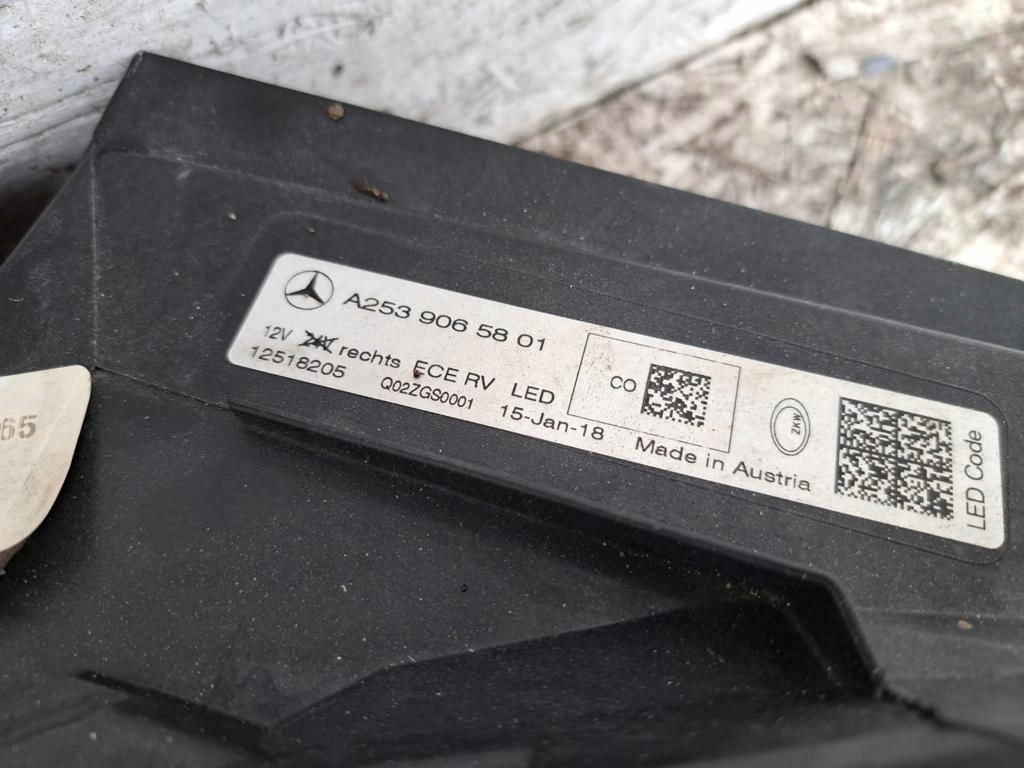 A253 906 58 01
12V 24V rechts ECE RV LED
12518205 Q02ZGS0001 15-Jan-18 Made in Austria
CO
ZKW
LED Code
65